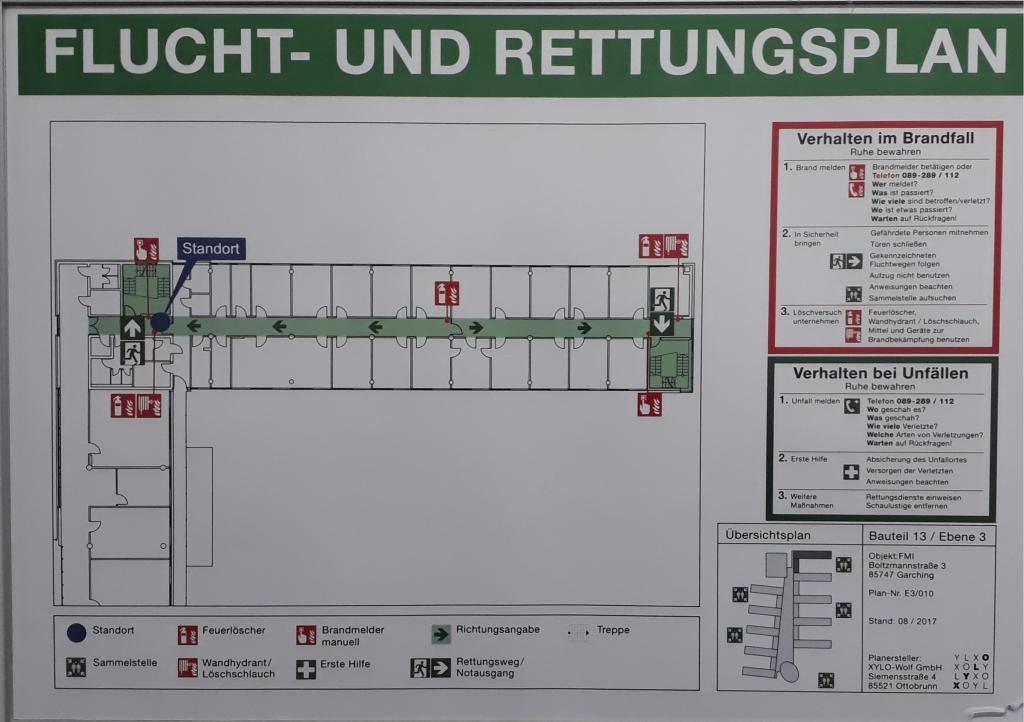 FLUCHT- UND RETTUNGSPLAN
Standort
Verhalten im Brandfall
Ruhe bewahren
1. Brand melden
Brandmelder betätigen oder
Telefon 089-289 / 112
Wer meldet?
Was ist passiert?
Wie viele sind betroffen/verletzt?
Wo ist etwas passiert?
Warten auf Rückfragen!
2. In Sicherheit
bringen
Gefährdete Personen mitnehmen
Türen schließen
Gekennzeichneten
Fluchtwegen folgen
Aufzug nicht benutzen
Anweisungen beachten
Sammelstelle aufsuchen
3. Löschversuch
unternehmen
Feuerlöscher,
Wandhydrant / Löschschlauch,
Mittel und Geräte zur
Brandbekämpfung benutzen
Verhalten bei Unfällen
Ruhe bewahren
1. Unfall melden
Telefon 089-289 / 112
Wo geschah es?
Was geschah?
Wie viele Verletzte?
Welche Arten von Verletzungen?
Warten auf Rückfragen!
2. Erste Hilfe
Absicherung des Unfallortes
Versorgen der Verletzten
Anweisungen beachten
3. Weitere
Maßnahmen
Rettungsdienste einweisen
Schaulustige entfernen
Übersichtsplan
Bauteil 13 / Ebene 3
Objekt:FMI
Boltzmannstraße 3
85747 Garching
Plan-Nr. E3/010
Stand: 08 / 2017
Planersteller:
XYLO-Wolf GmbH
Siemensstraße 4
85521 Ottobrunn
Y L X O
X O L Y
L Y X O
X O Y L
Standort
Feuerlöscher
Brandmelder
manuell
Richtungsangabe
Treppe
Sammelstelle
Wandhydrant/
Löschschlauch
Erste Hilfe
Rettungsweg/
Notausgang